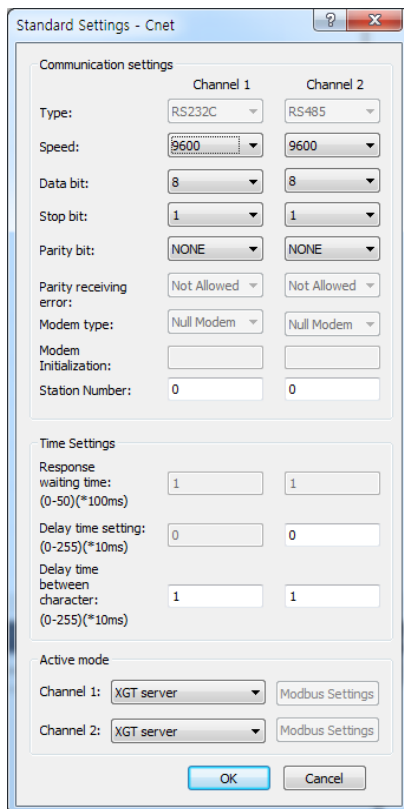 Standard Settings - Cnet
?
Communication settings
Channel 1 Channel 2
Type: RS232C RS485
Speed: 9600 9600
Data bit: 8 8
Stop bit: 1 1
Parity bit: NONE NONE
Parity receiving
error: Not Allowed Not Allowed
Modem type: Null Modem Null Modem
Modem
Initialization:
Station Number: 0 0
Time Settings
Response
waiting time: 1 1
(0-50)(*100ms)
Delay time setting: 0 0
(0-255)(*10ms)
Delay time
between
character: 1 1
(0-255)(*10ms)
Active mode
Channel 1: XGT server Modbus Settings
Channel 2: XGT server Modbus Settings
OK Cancel